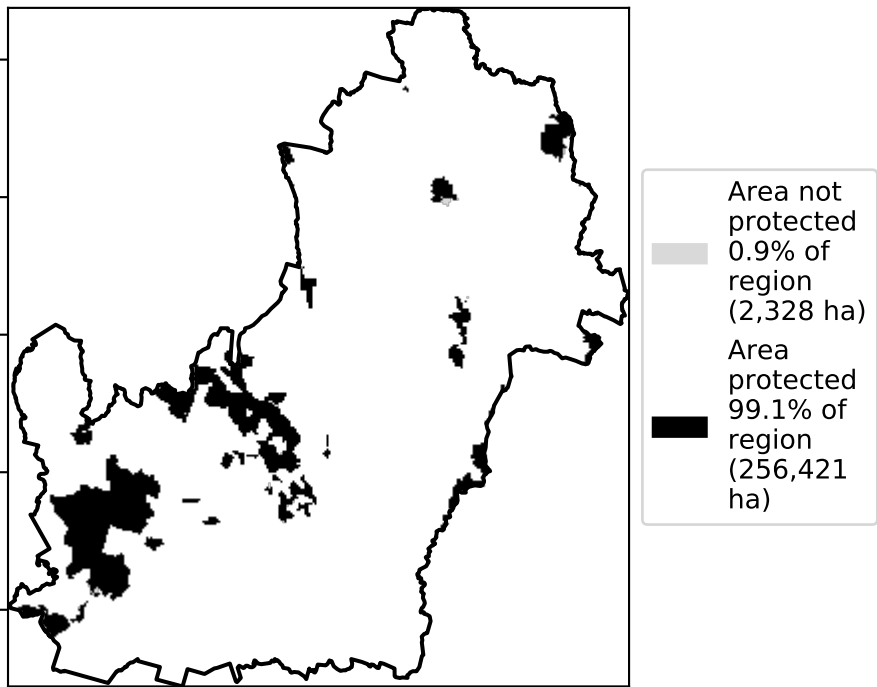 Area not
protected
0.9% of
region
(2,328 ha)
Area
protected
99.1% of
region
(256,421
ha)